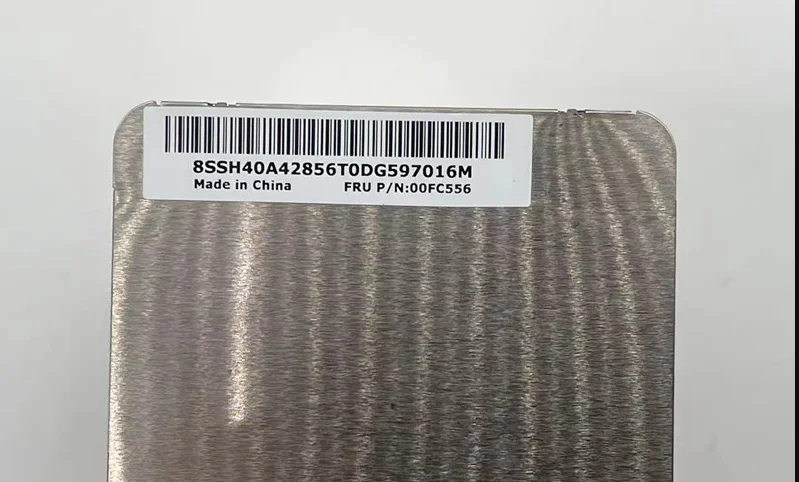 8SSH40A42856T0DG597016M
Made in China FRU P/N:00FC556